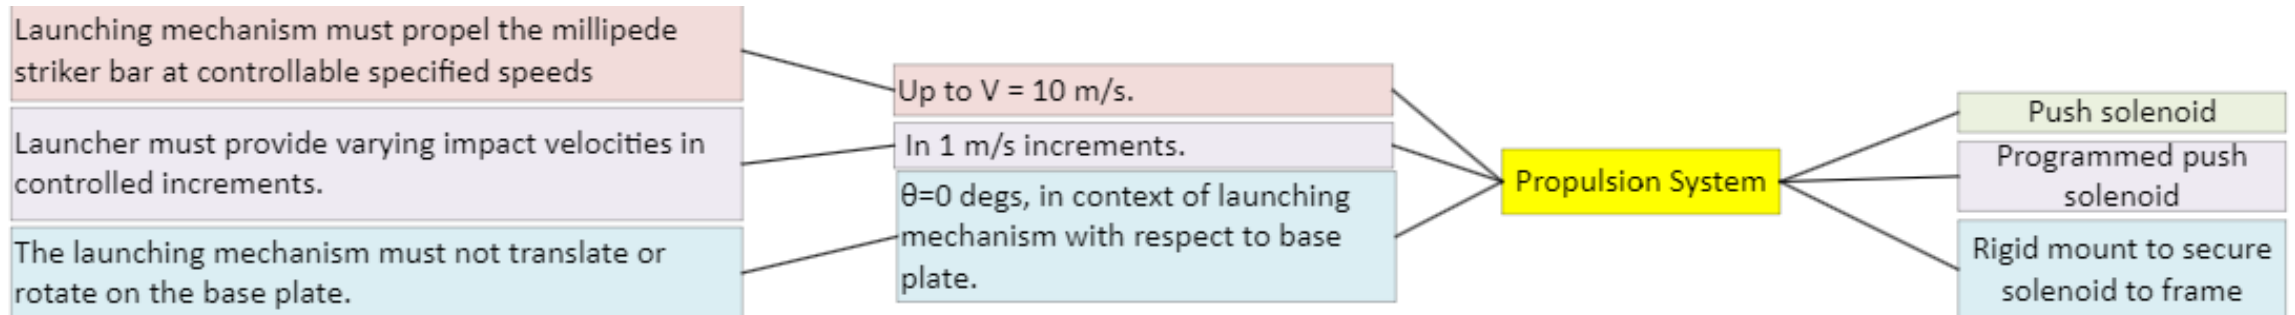 Launching mechanism must propel the millipede
striker bar at controllable specified speeds
Launcher must provide varying impact velocities in
controlled increments.
The launching mechanism must not translate or
rotate on the base plate.
Up to V = 10 m/s.
In 1 m/s increments.
θ=0 degs, in context of launching
mechanism with respect to base
plate.
Propulsion System
Push solenoid
Programmed push
solenoid
Rigid mount to secure
solenoid to frame